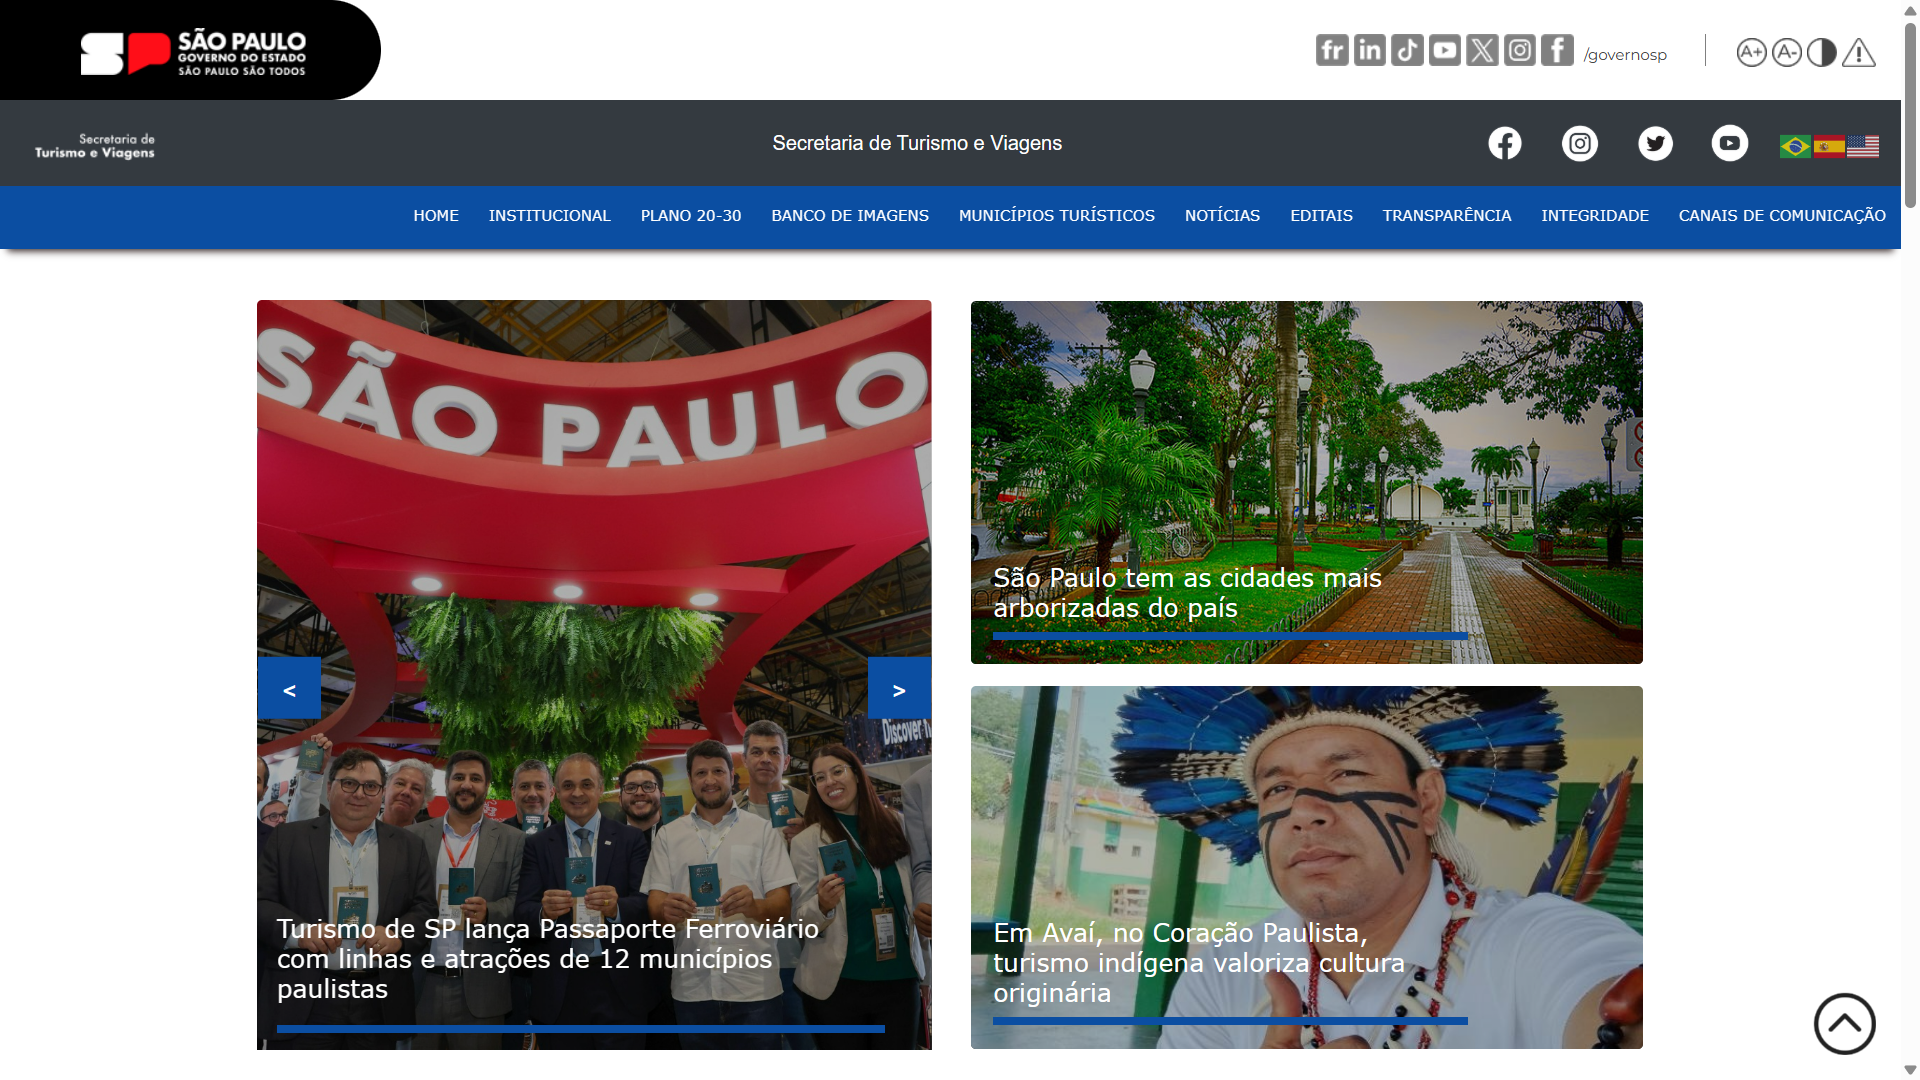 SÃO PAULO
GOVERNO DO ESTADO
SÃO PAULO SÃO TODOS
/governosp
A+
A-
Secretaria de
Turismo e Viagens
Secretaria de Turismo e Viagens
HOME
INSTITUCIONAL
PLANO 20-30
BANCO DE IMAGENS
MUNICÍPIOS TURÍSTICOS
NOTÍCIAS
EDITAIS
TRANSPARÊNCIA
INTEGRIDADE
CANAIS DE COMUNICAÇÃO
SÃO PAULO
Discover
<
>
Turismo de SP lança Passaporte Ferroviário
com linhas e atrações de 12 municípios
paulistas
São Paulo tem as cidades mais
arborizadas do país
Em Avaí, no Coração Paulista,
turismo indígena valoriza cultura
originária